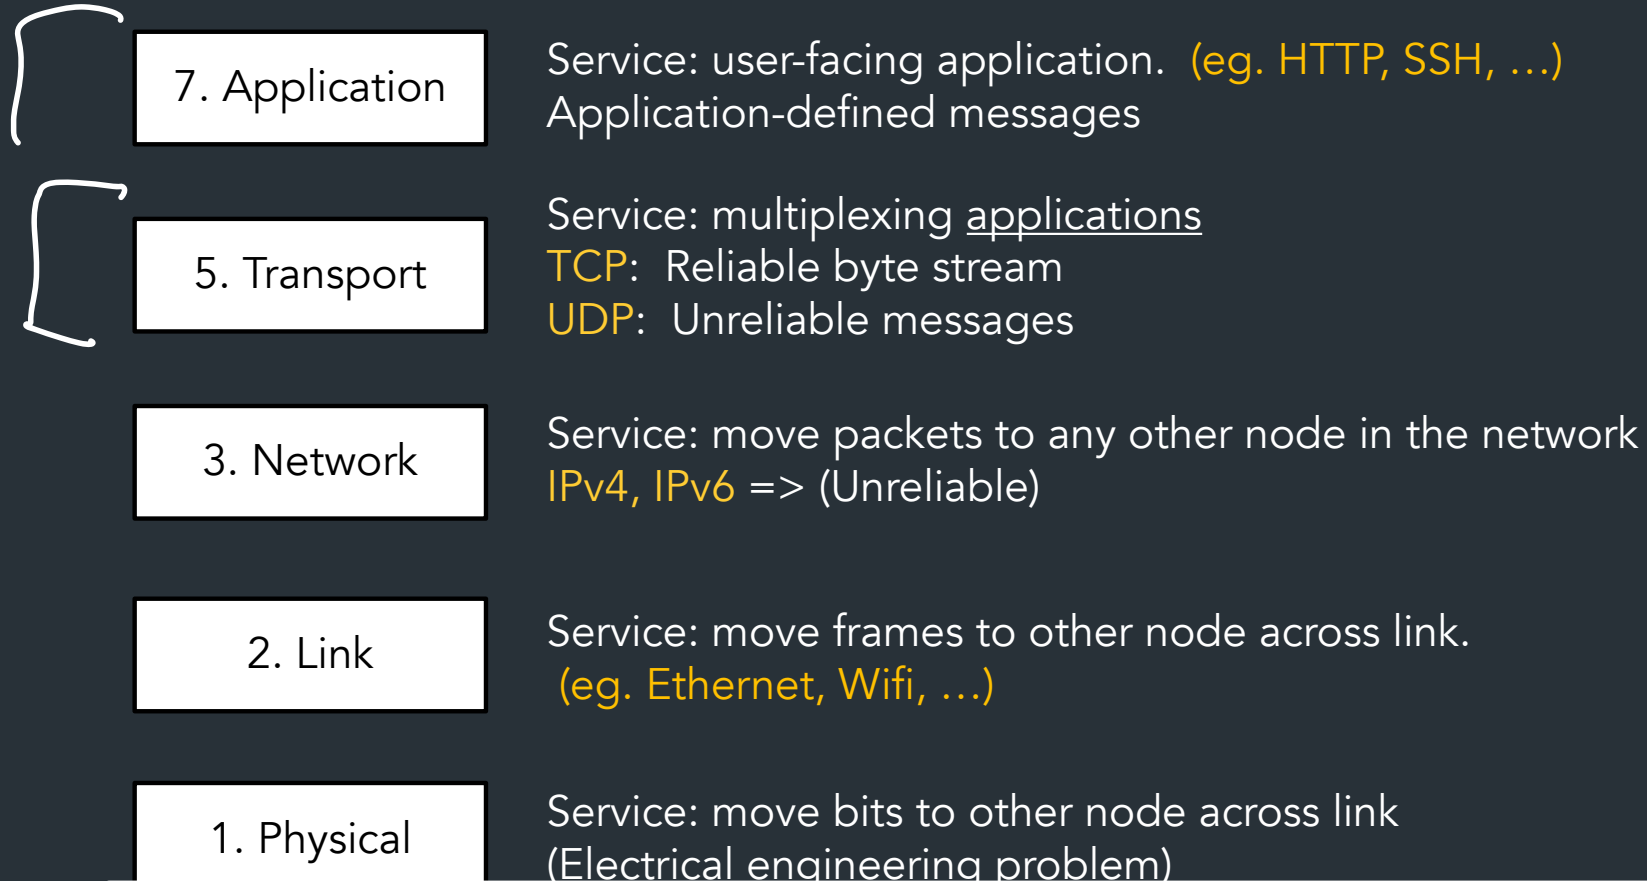 7. Application
Service: user-facing application. (eg. HTTP, SSH, …)
Application-defined messages
5. Transport
Service: multiplexing applications
TCP: Reliable byte stream
UDP: Unreliable messages
3. Network
Service: move packets to any other node in the network
IPv4, IPv6 => (Unreliable)
2. Link
Service: move frames to other node across link.
(eg. Ethernet, Wifi, …)
1. Physical
Service: move bits to other node across link
(Electrical engineering problem)